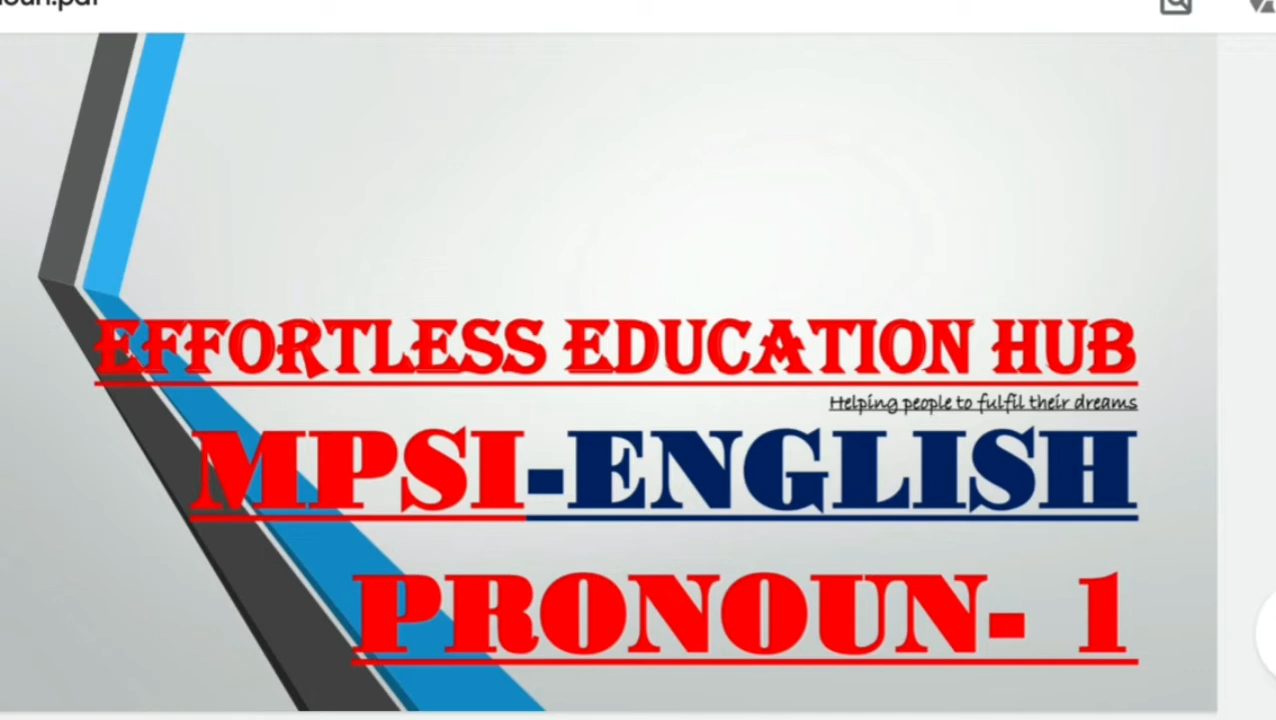 EFFORTLESS EDUCATION HUB
Helping people to fulfil their dreams
MPSI-ENGLISH
PRONOUN- 1